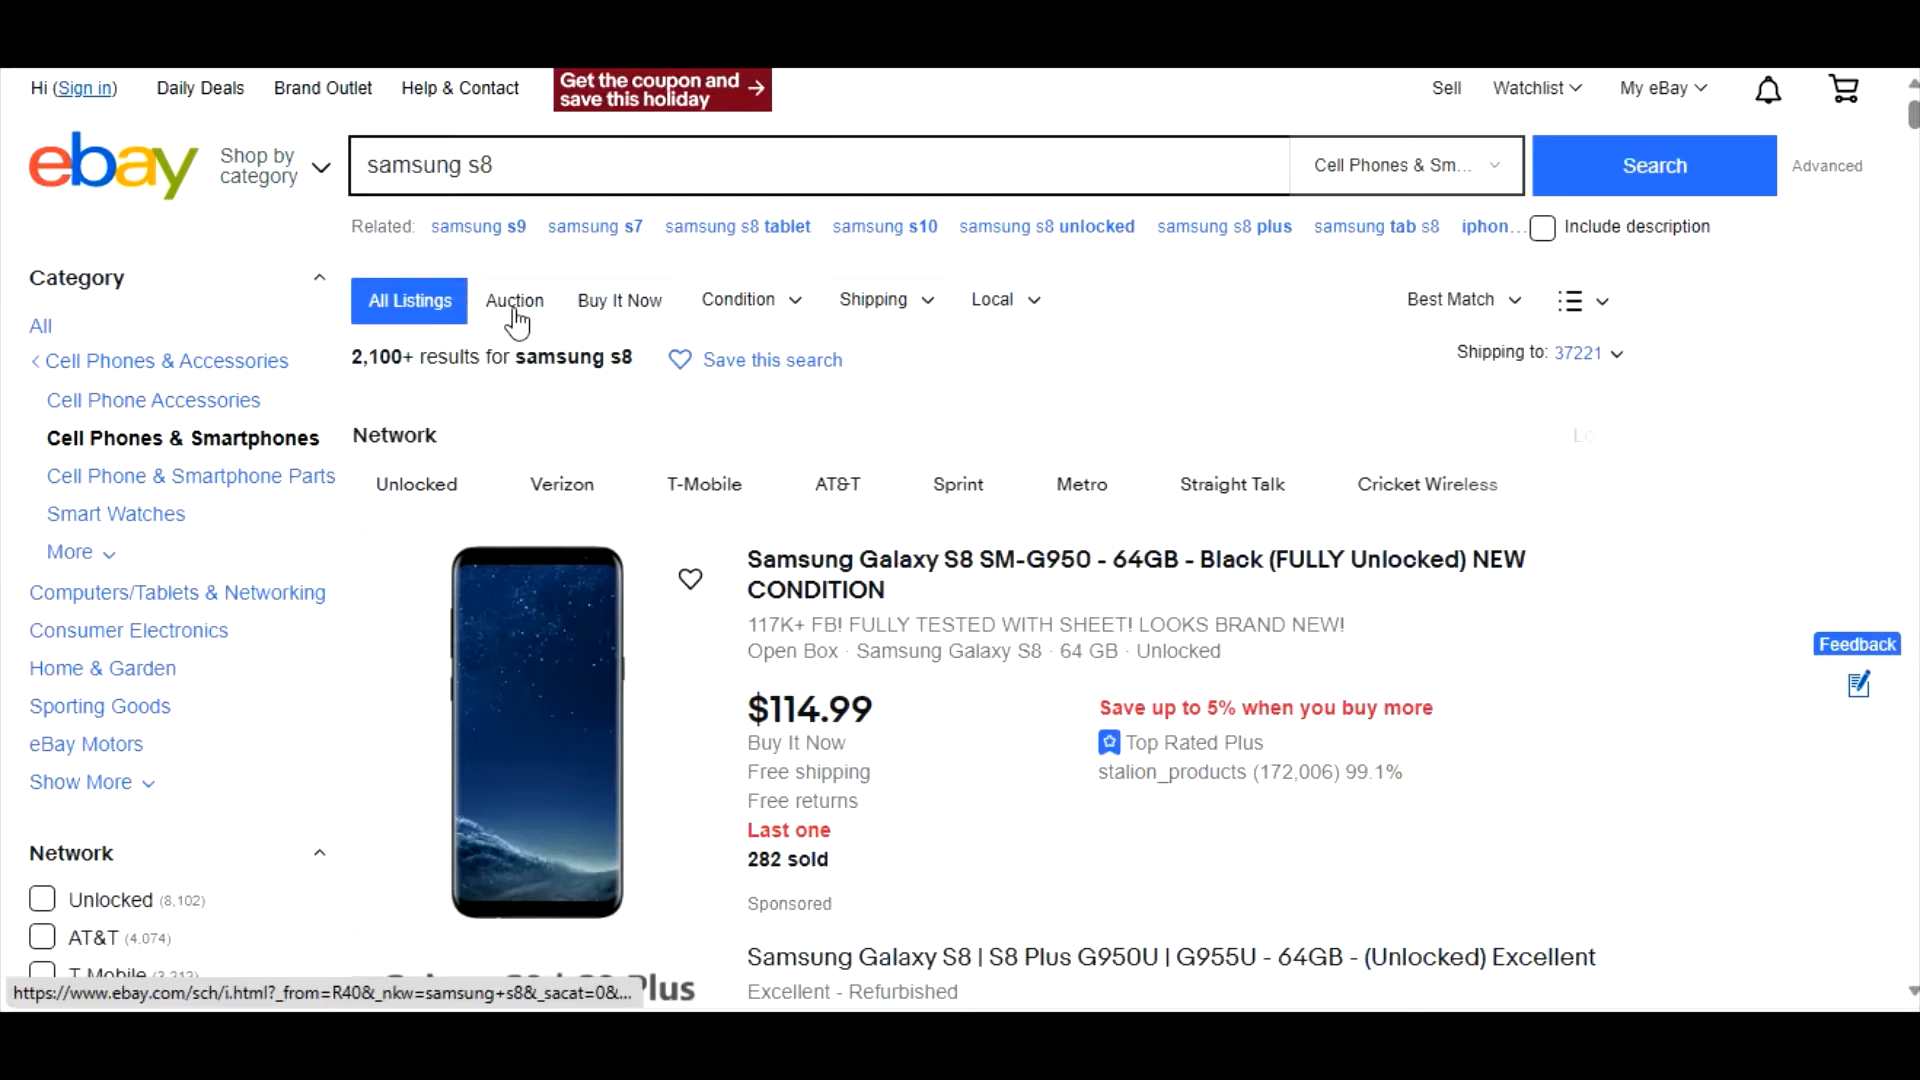 Hi (Sign in) Daily Deals Brand Outlet Help & Contact
Get the coupon and
save this holiday
Sell Watchlist My eBay
ebay
Shop by
category
samsung s8
Cell Phones & Sm...
Search
Advanced
Related: samsung s9 samsung s7 samsung s8 tablet samsung s10 samsung s8 unlocked samsung s8 plus samsung tab s8 iphon...
Include description
Category
All
Cell Phones & Accessories
Cell Phone Accessories
Cell Phones & Smartphones
Cell Phone & Smartphone Parts
Smart Watches
More
Computers/Tablets & Networking
Consumer Electronics
Home & Garden
Sporting Goods
eBay Motors
Show More
Network
Unlocked (8,102)
AT&T (4,074)
T-Mobile (3,212)
https://www.ebay.com/sch/i.html?_from=R40&_nkw=samsung+s8&_sacat=0&...
All Listings Auction Buy It Now Condition Shipping Local
Best Match
2,100+ results for samsung s8
Save this search
Shipping to: 37221
Network
Unlocked Verizon T-Mobile AT&T Sprint Metro Straight Talk Cricket Wireless
Samsung Galaxy S8 SM-G950 - 64GB - Black (FULLY Unlocked) NEW
CONDITION
117K+ FB! FULLY TESTED WITH SHEET! LOOKS BRAND NEW!
Open Box · Samsung Galaxy S8 · 64 GB · Unlocked
$114.99
Buy It Now
Free shipping
Free returns
Last one
282 sold
Sponsored
Save up to 5% when you buy more
Top Rated Plus
stalion_products (172,006) 99.1%
Feedback
Samsung Galaxy S8 | S8 Plus G950U | G955U - 64GB - (Unlocked) Excellent
Excellent - Refurbished
Plus